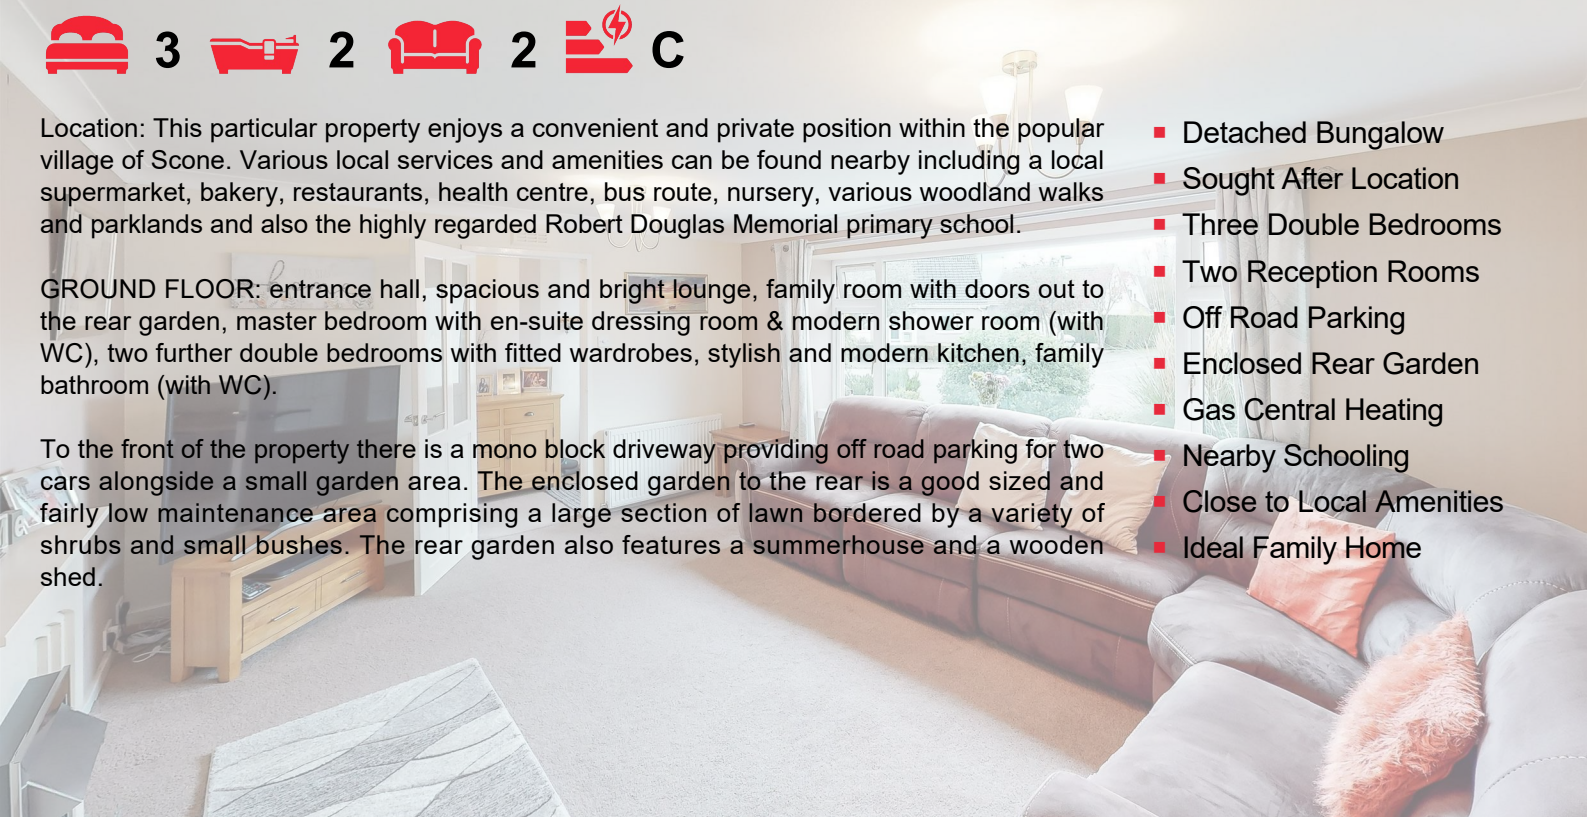 3 2 2 C
Location: This particular property enjoys a convenient and private position within the popular
village of Scone. Various local services and amenities can be found nearby including a local
supermarket, bakery, restaurants, health centre, bus route, nursery, various woodland walks
and parklands and also the highly regarded Robert Douglas Memorial primary school.
GROUND FLOOR: entrance hall, spacious and bright lounge, family room with doors out to
the rear garden, master bedroom with en-suite dressing room & modern shower room (with
WC), two further double bedrooms with fitted wardrobes, stylish and modern kitchen, family
bathroom (with WC).
To the front of the property there is a mono block driveway providing off road parking for two
cars alongside a small garden area. The enclosed garden to the rear is a good sized and
fairly low maintenance area comprising a large section of lawn bordered by a variety of
shrubs and small bushes. The rear garden also features a summerhouse and a wooden
shed.
▪ Detached Bungalow
▪ Sought After Location
▪ Three Double Bedrooms
▪ Two Reception Rooms
▪ Off Road Parking
▪ Enclosed Rear Garden
▪ Gas Central Heating
▪ Nearby Schooling
▪ Close to Local Amenities
▪ Ideal Family Home